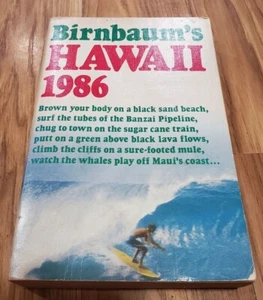 Birnbaum's
HAWAII
1986
Brown your body on a black sand beach,
surf the tubes of the Banzai Pipeline,
chug to town on the sugar cane train,
putt on a green above black lava flows,
climb the cliffs on a sure-footed mule,
watch the whales play off Maui's coast...